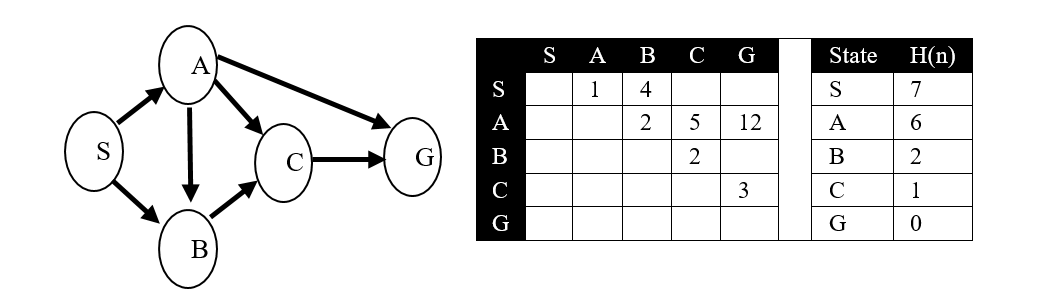 A
S
C
G
B
S A B C G
S 1 4
A 2 5 12
B 2
C 3
G
State H(n)
S 7
A 6
B 2
C 1
G 0